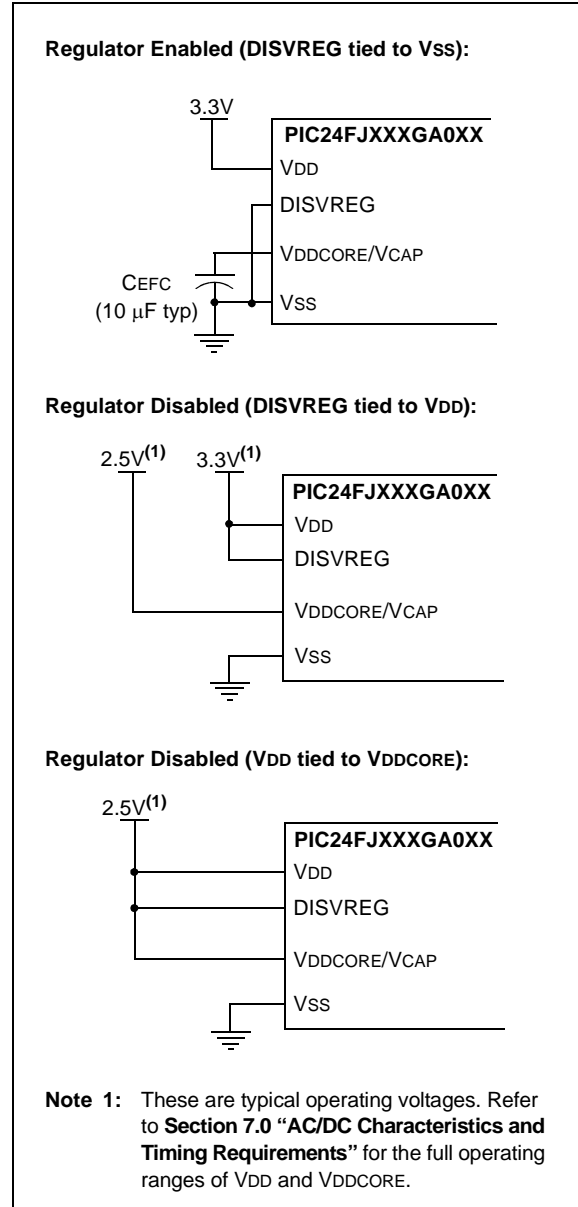 Regulator Enabled (DISVREG tied to VSS):
3.3V
PIC24FJXXXGA0XX
VDD
DISVREG
VDDCORE/VCAP
CEFC
(10 μF typ)
VSS
Regulator Disabled (DISVREG tied to VDD):
2.5V(1) 3.3V(1)
PIC24FJXXXGA0XX
VDD
DISVREG
VDDCORE/VCAP
VSS
Regulator Disabled (VDD tied to VDDCORE):
2.5V(1)
PIC24FJXXXGA0XX
VDD
DISVREG
VDDCORE/VCAP
VSS
Note 1: These are typical operating voltages. Refer
to Section 7.0 “AC/DC Characteristics and
Timing Requirements” for the full operating
ranges of VDD and VDDCORE.